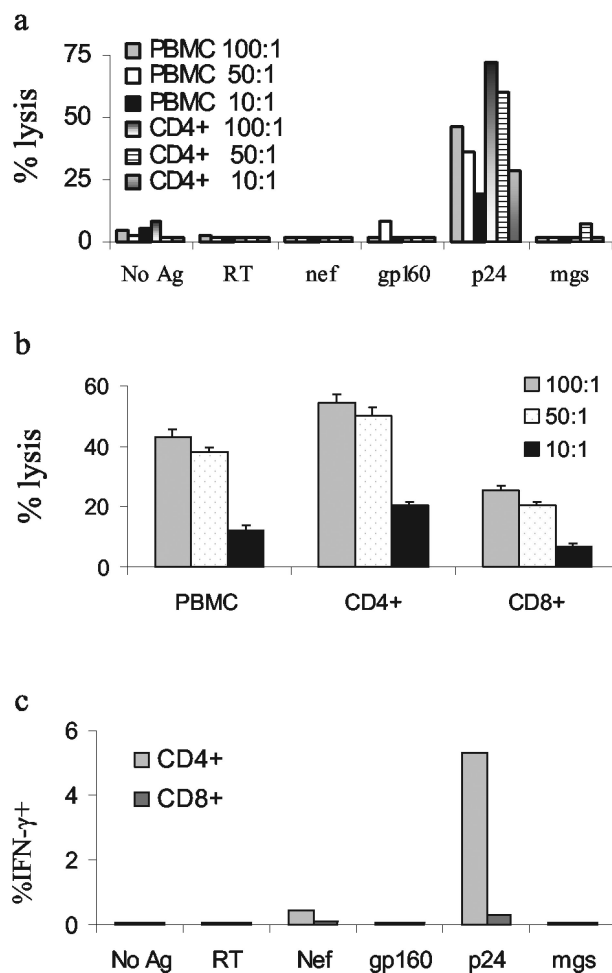 a
% lysis
75
50
25
0
PBMC 100:1
PBMC 50:1
PBMC 10:1
CD4+ 100:1
CD4+ 50:1
CD4+ 10:1
No Ag RT nef gp160 p24 mgs
b
% lysis
60
40
20
0
100:1
50:1
10:1
PBMC CD4+ CD8+
c
%IFN-γ+
6
4
2
0
CD4+
CD8+
No Ag RT Nef gp160 p24 mgs